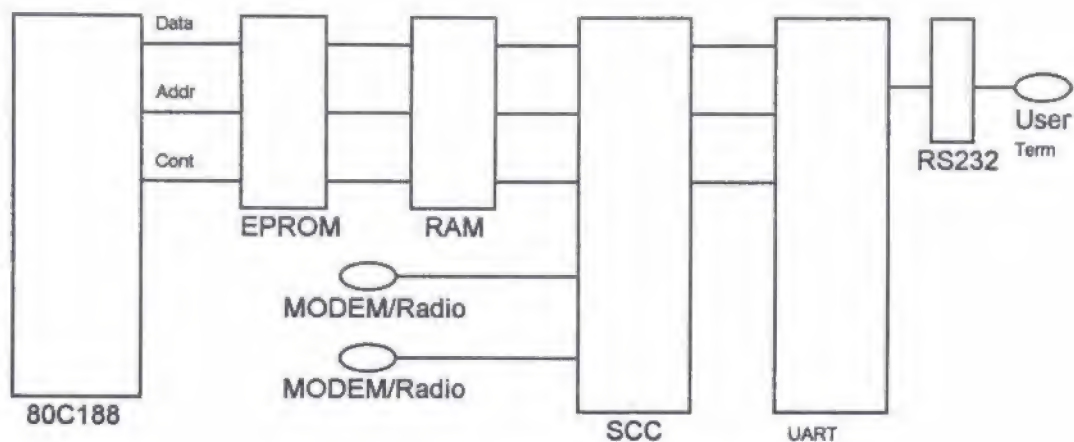 Data
Addr
Cont
EPROM
RAM
User
Term
RS232
MODEM/Radio
MODEM/Radio
80C188
SCC
UART